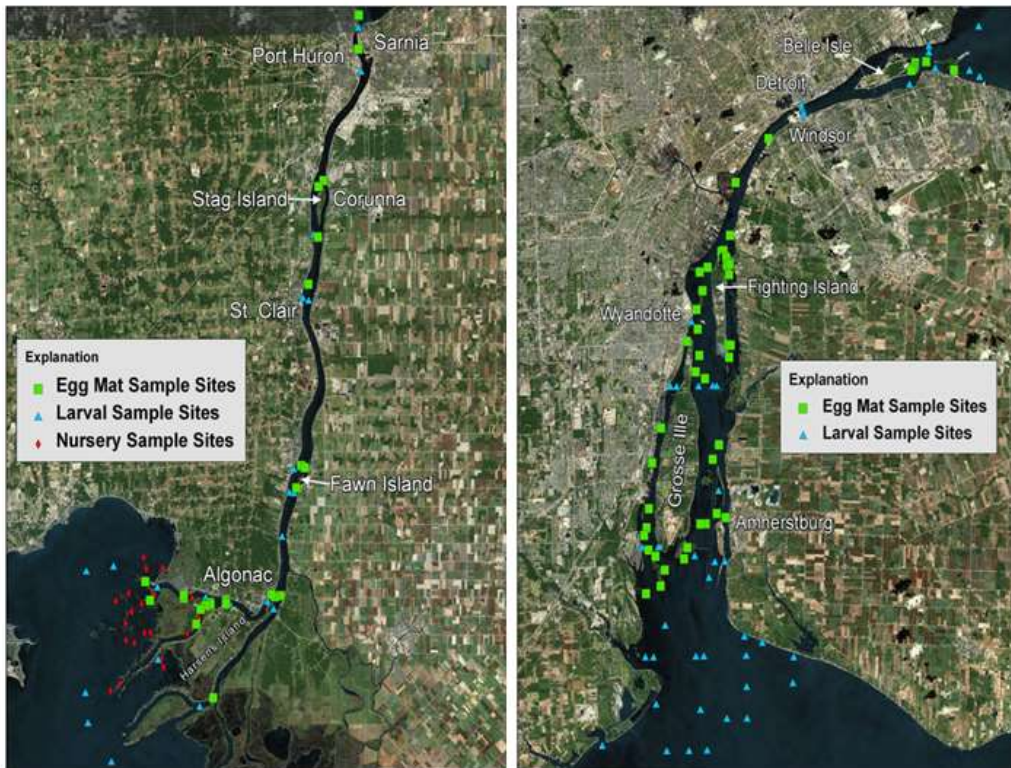 Sarnia
Port Huron
Stag Island
Corunna
St. Clair
Explanation
Egg Mat Sample Sites
Larval Sample Sites
Nursery Sample Sites
Fawn Island
Algonac
Harsens Island
Belle Isle
Detroit
Windsor
Fighting Island
Wyandotte
Explanation
Egg Mat Sample Sites
Larval Sample Sites
Grosse Ille
Amherstburg